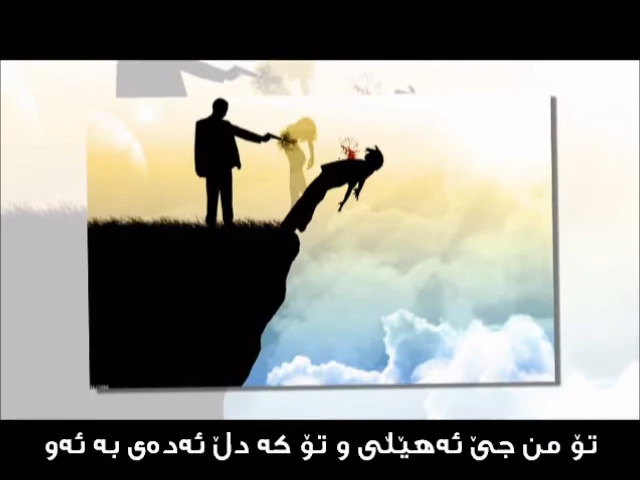 تۆ من جێ ئەهێڵی و تۆ کە دڵ ئەدەی بە ئەو